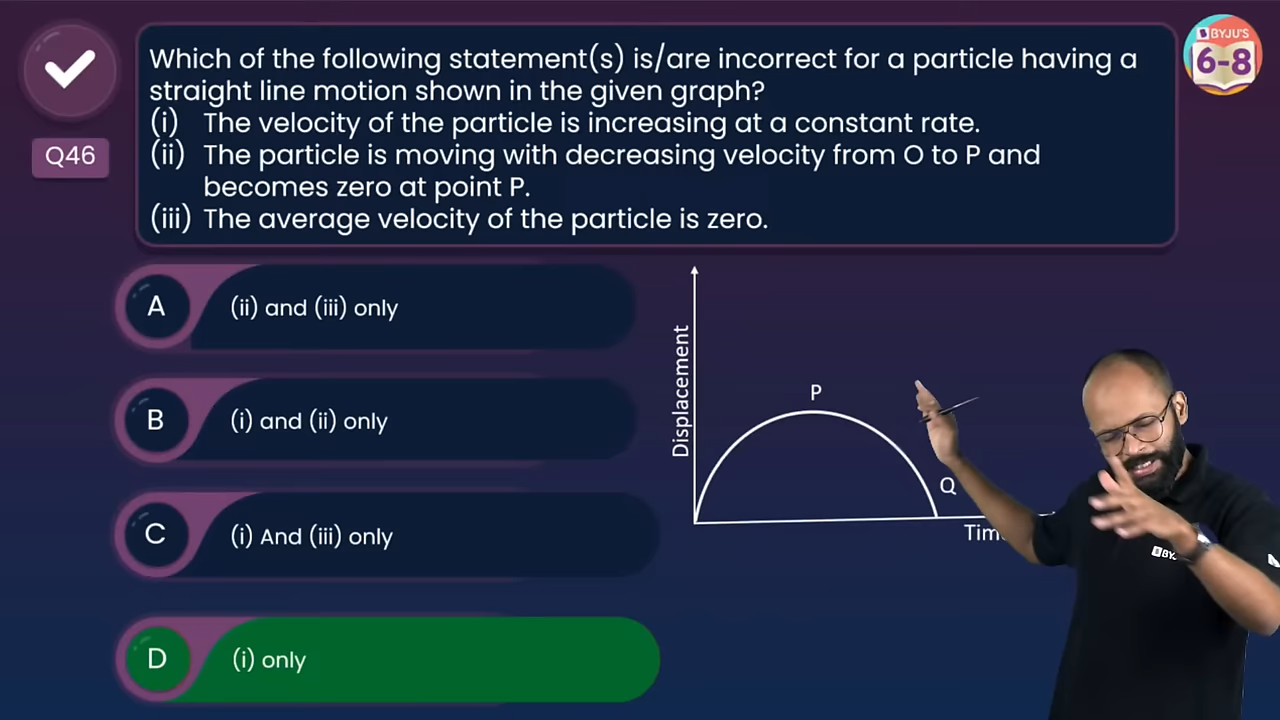 Which of the following statement(s) is/are incorrect for a particle having a
straight line motion shown in the given graph?
(i) The velocity of the particle is increasing at a constant rate.
(ii) The particle is moving with decreasing velocity from O to P and
becomes zero at point P.
(iii) The average velocity of the particle is zero.
Q46
BYJU'S
6-8
A (ii) and (iii) only
B (i) and (ii) only
C (i) And (iii) only
D (i) only
Displacement
P
Q